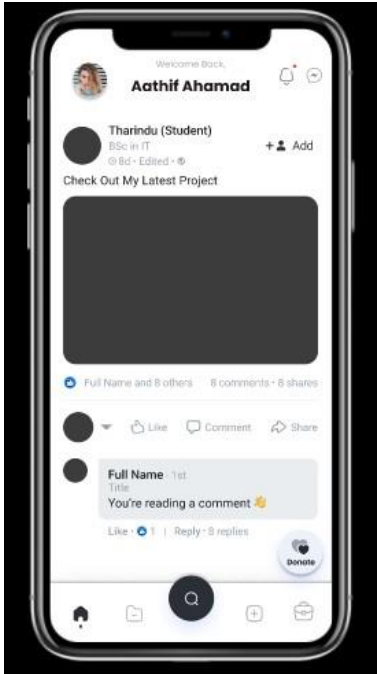 Welcome Back,
Aathif Ahamad
Tharindu (Student)
BSc in IT
8d • Edited •
+ Add
Check Out My Latest Project
Full Name and 8 others 8 comments • 8 shares
Like Comment Share
Full Name · 1st
Title
You're reading a comment 👋
Like · 1 | Reply · 8 replies
Donate